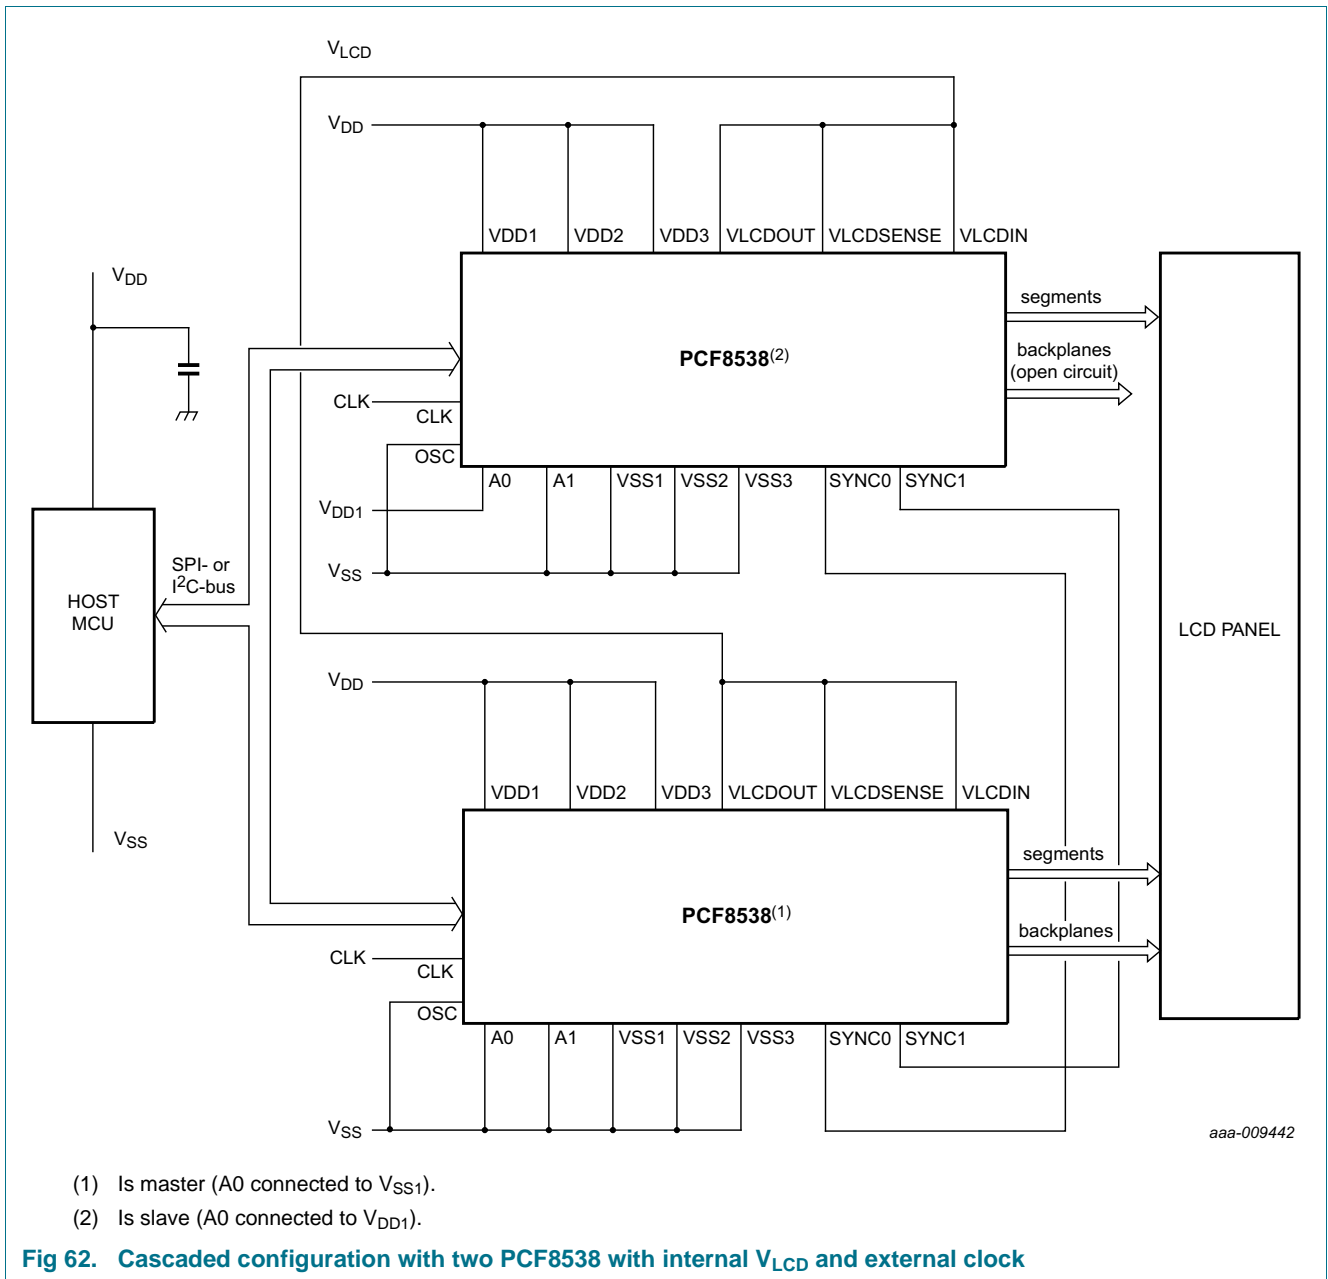 VLCD
VDD
VDD1 VDD2 VDD3 VLCDOUT VLCDSENSE VLCDIN
VDD
segments
PCF8538(2)
backplanes
(open circuit)
CLK
CLK
OSC
A0 A1 VSS1 VSS2 VSS3 SYNC0 SYNC1
VDD1
VSS
SPI- or
I2C-bus
HOST
MCU
LCD PANEL
VDD
VDD1 VDD2 VDD3 VLCDOUT VLCDSENSE VLCDIN
VSS
segments
PCF8538(1)
backplanes
CLK
CLK
OSC
A0 A1 VSS1 VSS2 VSS3 SYNC0 SYNC1
VSS
aaa-009442
(1) Is master (A0 connected to VSS1).
(2) Is slave (A0 connected to VDD1).
Fig 62. Cascaded configuration with two PCF8538 with internal VLCD and external clock